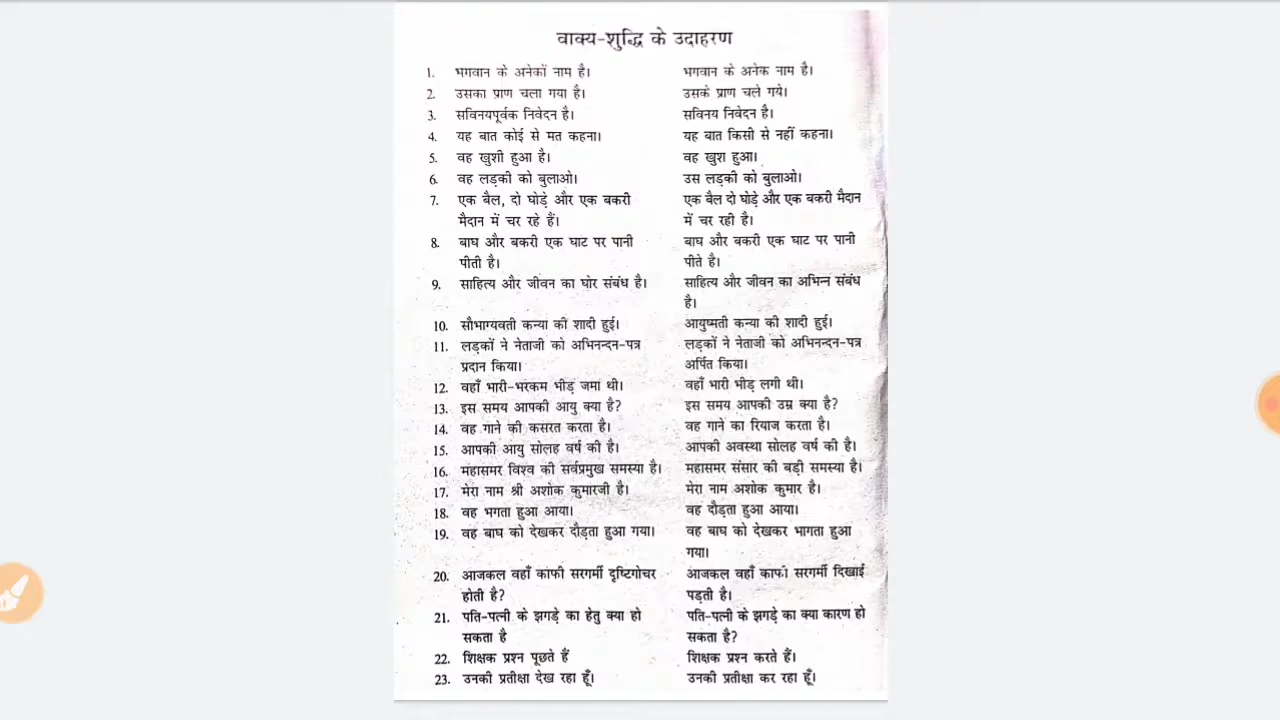 वाक्य-शुद्धि के उदाहरण
1. भगवान के अनेकों नाम है। भगवान के अनेक नाम है।
2. उसका प्राण चला गया है। उसके प्राण चले गये।
3. सविनयपूर्वक निवेदन है। सविनय निवेदन है।
4. यह बात कोई से मत कहना। यह बात किसी से नहीं कहना।
5. वह खुशी हुआ है। वह खुश हुआ।
6. वह लड़की को बुलाओ। उस लड़की को बुलाओ।
7. एक बैल, दो घोड़े और एक बकरी एक बैल दो घोड़े और एक बकरी मैदान
मैदान में चर रहे हैं। में चर रही है।
8. बाघ और बकरी एक घाट पर पानी बाघ और बकरी एक घाट पर पानी
पीती है। पीते है।
9. साहित्य और जीवन का घोर संबंध है। साहित्य और जीवन का अभिन्न संबंध
है।
10. सौभाग्यवती कन्या की शादी हुई। आयुष्मती कन्या की शादी हुई।
11. लड़कों ने नेताजी को अभिनन्दन-पत्र लड़कों ने नेताजी को अभिनन्दन-पत्र
प्रदान किया। अर्पित किया।
12. वहाँ भारी-भरकम भीड़ जमा थी। वहाँ भारी भीड़ लगी थी।
13. इस समय आपकी आयु क्या है? इस समय आपकी उम्र क्या है?
14. वह गाने की कसरत करता है। वह गाने का रियाज करता है।
15. आपकी आयु सोलह वर्ष की है। आपकी अवस्था सोलह वर्ष की है।
16. महासमर विश्व की सर्वप्रमुख समस्या है। महासमर संसार की बड़ी समस्या है।
17. मेरा नाम श्री अशोक कुमारजी है। मेरा नाम अशोक कुमार है।
18. वह भगता हुआ आया। वह दौड़ता हुआ आया।
19. वह बाघ को देखकर दौड़ता हुआ गया। वह बाघ को देखकर भागता हुआ
गया।
20. आजकल वहाँ काफी सरगर्मी दृष्टिगोचर आजकल वहाँ काफी सरगर्मी दिखाई
होती है? पड़ती है।
21. पति-पत्नी के झगड़े का हेतु क्या हो पति-पत्नी के झगड़े का क्या कारण हो
सकता है सकता है?
22. शिक्षक प्रश्न पूछते हैं शिक्षक प्रश्न करते हैं।
23. उनकी प्रतीक्षा देख रहा हूँ। उनकी प्रतीक्षा कर रहा हूँ।